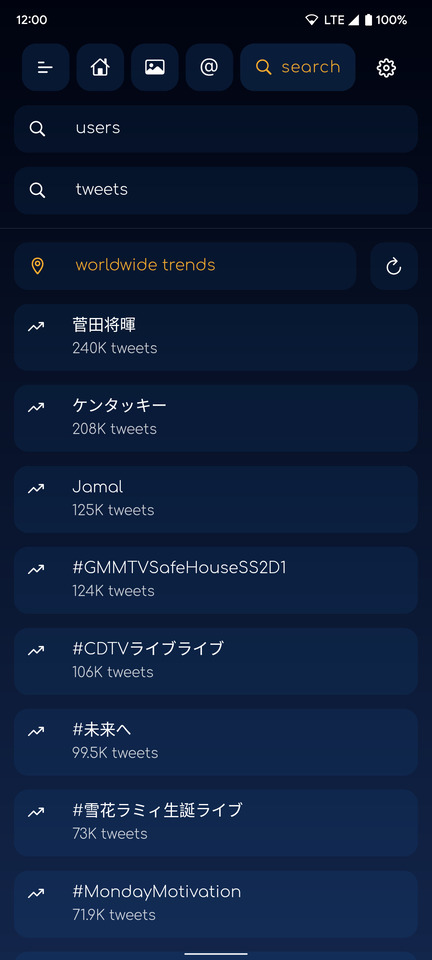 12:00 LTE 100%
@ search
users
tweets
worldwide trends
菅田将暉
240K tweets
ケンタッキー
208K tweets
Jamal
125K tweets
#GMMTVSafeHouseSS2D1
124K tweets
#CDTVライブライブ
106K tweets
#未来へ
99.5K tweets
#雪花ラミィ生誕ライブ
73K tweets
#MondayMotivation
71.9K tweets